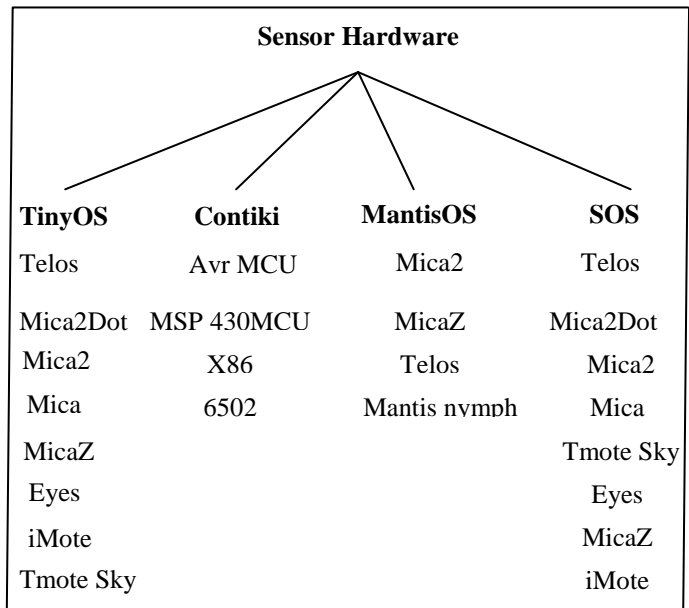 Sensor Hardware
TinyOS Contiki MantisOS SOS
Telos Avr MCU Mica2 Telos
Mica2Dot MSP 430MCU MicaZ Mica2Dot
Mica2 X86 Telos Mica2
Mica 6502 Mantis nymph Mica
MicaZ Tmote Sky
Eyes Eyes
iMote MicaZ
Tmote Sky iMote